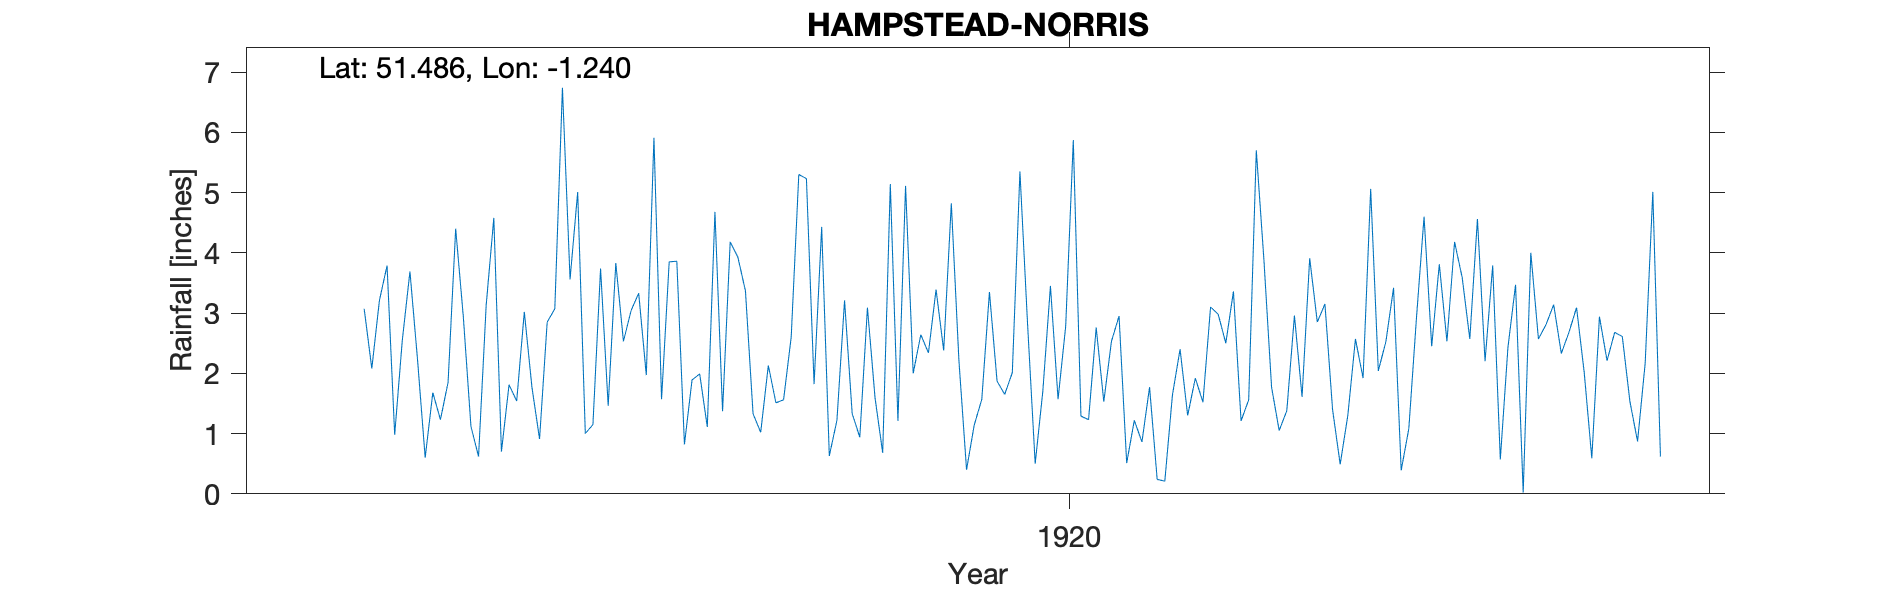 HAMPSTEAD-NORRIS
Lat: 51.486, Lon: -1.240
7
6
5
4
3
2
1
0
Rainfall [inches]
1920
Year